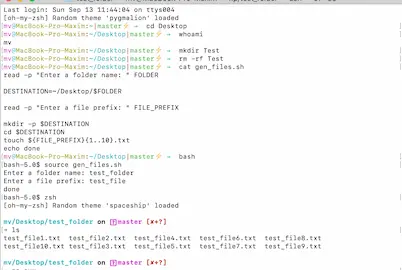 Last login: Sun Sep 13 11:44:04 on ttys004
[oh-my-zsh] Random theme 'pygmalion' loaded
mv@MacBook-Pro-Maxim:~|master⚡ ⇒ cd Desktop
mv@MacBook-Pro-Maxim:~/Desktop|master⚡ ⇒ whoami
mv
mv@MacBook-Pro-Maxim:~/Desktop|master⚡ ⇒ mkdir Test
mv@MacBook-Pro-Maxim:~/Desktop|master⚡ ⇒ rm -rf Test
mv@MacBook-Pro-Maxim:~/Desktop|master⚡ ⇒ cat gen_files.sh
read -p "Enter a folder name: " FOLDER
DESTINATION=~/Desktop/$FOLDER
read -p "Enter a file prefix: " FILE_PREFIX
mkdir -p $DESTINATION
cd $DESTINATION
touch ${FILE_PREFIX}{1..10}.txt
echo done
mv@MacBook-Pro-Maxim:~/Desktop|master⚡ ⇒ bash
bash-5.0$ source gen_files.sh
Enter a folder name: test_folder
Enter a file prefix: test_file
done
bash-5.0$ zsh
[oh-my-zsh] Random theme 'spaceship' loaded
mv/Desktop/test_folder on master [✘+?]
→ ls
test_file1.txt test_file2.txt test_file4.txt test_file6.txt test_file8.txt
test_file10.txt test_file3.txt test_file5.txt test_file7.txt test_file9.txt
mv/Desktop/test_folder on master [✘+?]